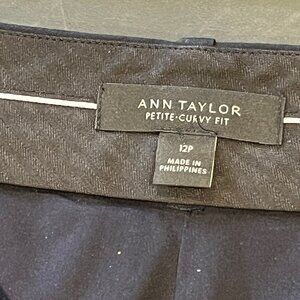 ANN TAYLOR
PETITE·CURVY FIT
12P
MADE IN
PHILIPPINES